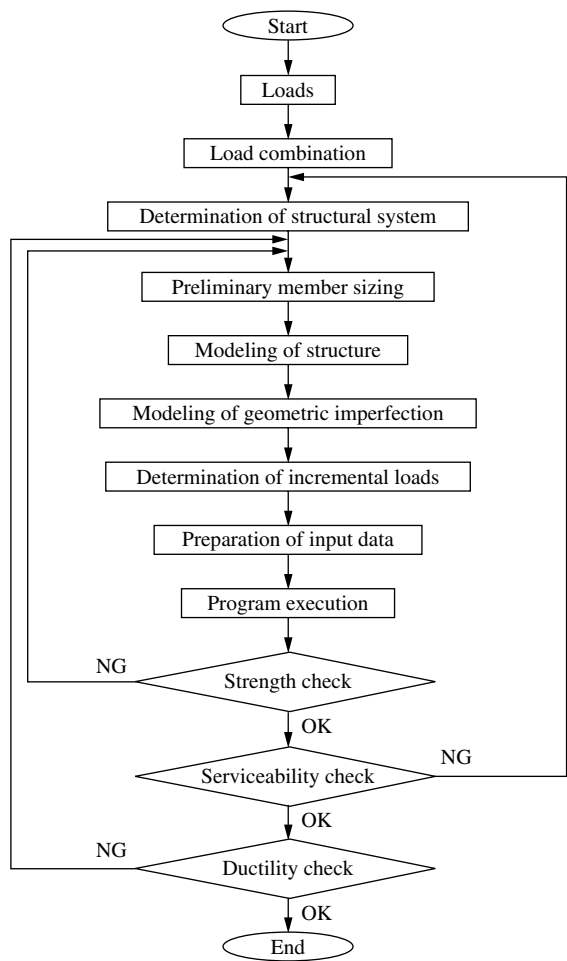 Start
Loads
Load combination
Determination of structural system
Preliminary member sizing
Modeling of structure
Modeling of geometric imperfection
Determination of incremental loads
Preparation of input data
Program execution
NG
Strength check
OK
NG
Serviceability check
OK
NG
Ductility check
OK
End